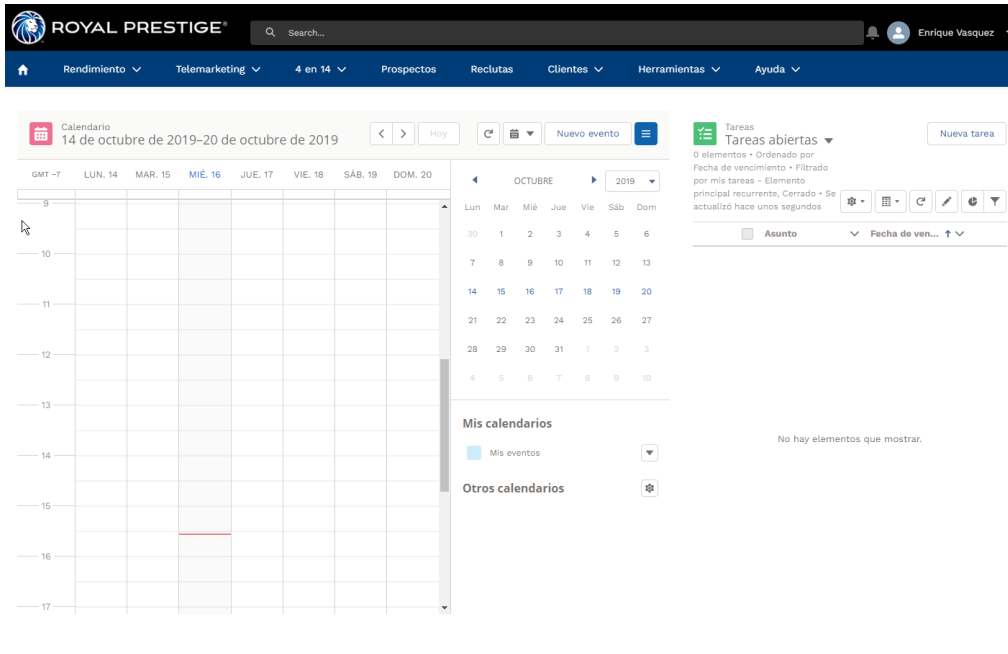 ROYAL PRESTIGE®
Search...
Enrique Vasquez
Rendimiento
Telemarketing
4 en 14
Prospectos
Reclutas
Clientes
Herramientas
Ayuda
Calendario
14 de octubre de 2019–20 de octubre de 2019
Hoy
Nuevo evento
GMT −7 LUN. 14 MAR. 15 MIÉ. 16 JUE. 17 VIE. 18 SÁB. 19 DOM. 20
9
10
11
12
13
14
15
16
17
OCTUBRE
2019
Lun Mar Mié Jue Vie Sáb Dom
30 1 2 3 4 5 6
7 8 9 10 11 12 13
14 15 16 17 18 19 20
21 22 23 24 25 26 27
28 29 30 31 1 2 3
4 5 6 7 8 9 10
Mis calendarios
Mis eventos
Otros calendarios
Tareas
Tareas abiertas
Nueva tarea
0 elementos • Ordenado por
Fecha de vencimiento • Filtrado
por mis tareas - Elemento
principal recurrente, Cerrado • Se
actualizó hace unos segundos
Asunto
Fecha de ven...
No hay elementos que mostrar.